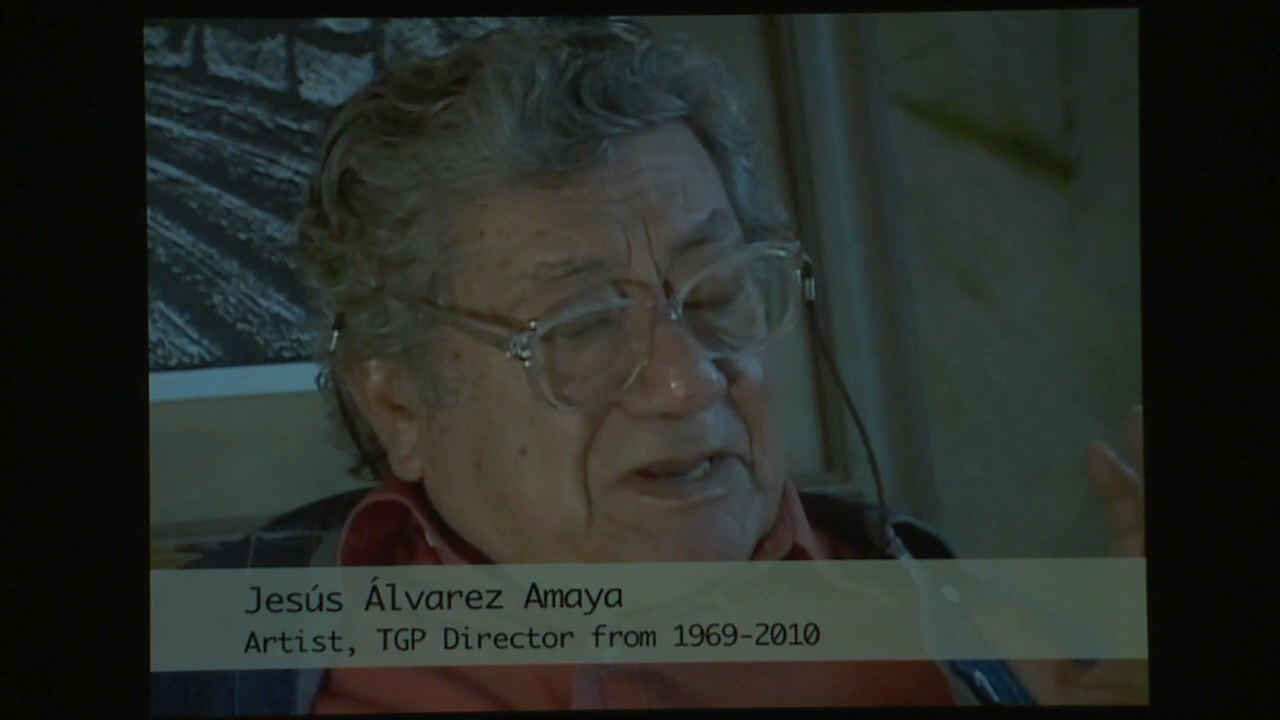 Jesús Álvarez Amaya
Artist, TGP Director from 1969-2010